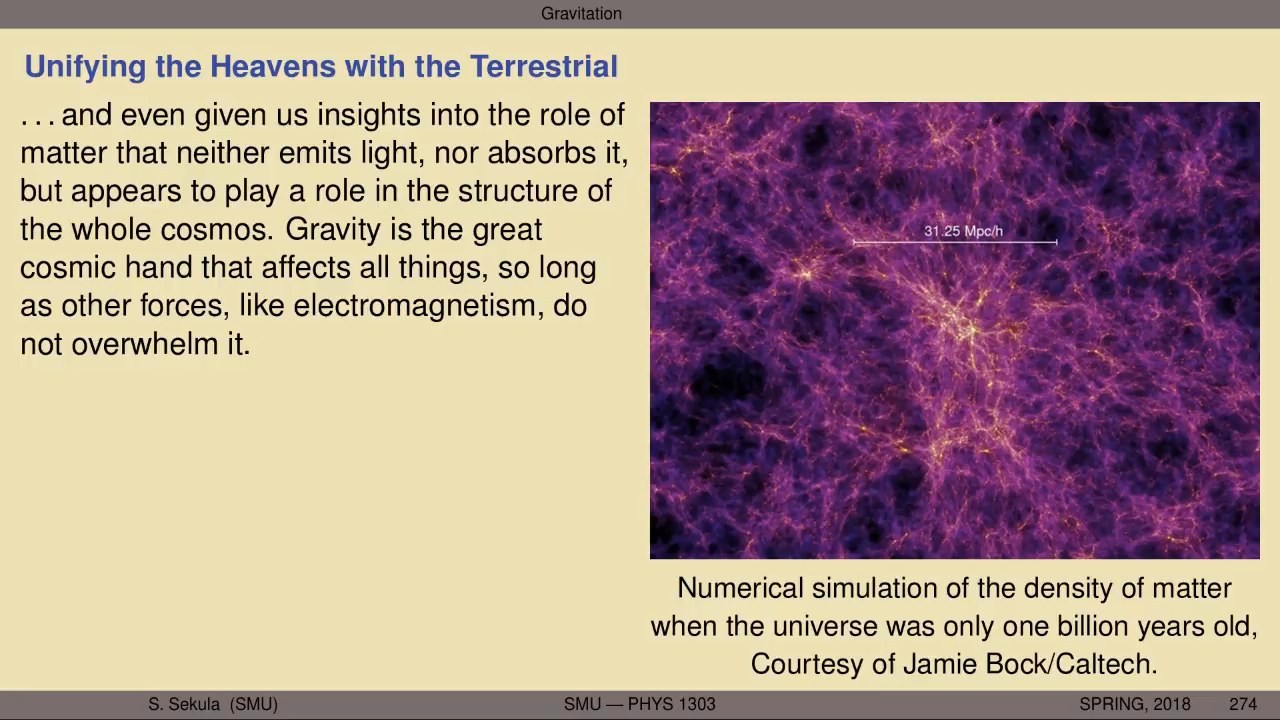 Gravitation
Unifying the Heavens with the Terrestrial
. . . and even given us insights into the role of
matter that neither emits light, nor absorbs it,
but appears to play a role in the structure of
the whole cosmos. Gravity is the great
cosmic hand that affects all things, so long
as other forces, like electromagnetism, do
not overwhelm it.
31.25 Mpc/h
Numerical simulation of the density of matter
when the universe was only one billion years old,
Courtesy of Jamie Bock/Caltech.
S. Sekula (SMU) SMU — PHYS 1303 SPRING, 2018 274